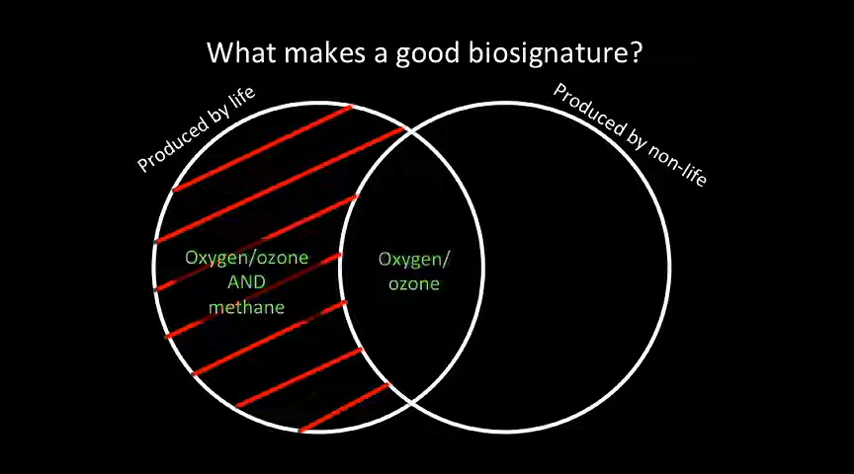 What makes a good biosignature?
Produced by life
Produced by non-life
Oxygen/ozone
AND
methane
Oxygen/
ozone